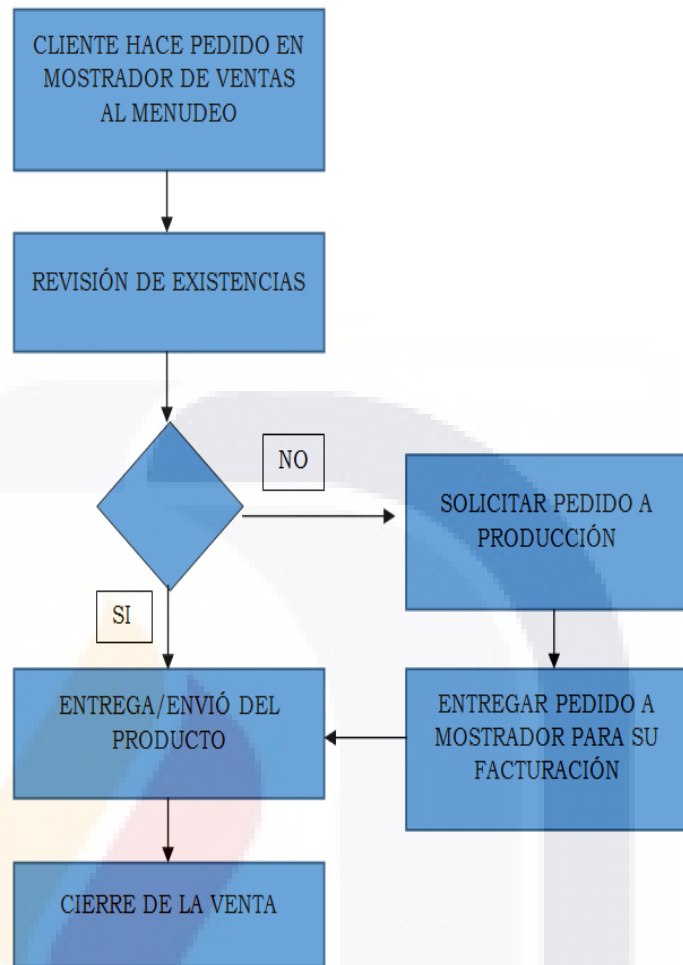 CLIENTE HACE PEDIDO EN
MOSTRADOR DE VENTAS
AL MENUDEO
REVISIÓN DE EXISTENCIAS
NO
SOLICITAR PEDIDO A
PRODUCCIÓN
SI
ENTREGA/ENVIÓ DEL
PRODUCTO
ENTREGAR PEDIDO A
MOSTRADOR PARA SU
FACTURACIÓN
CIERRE DE LA VENTA